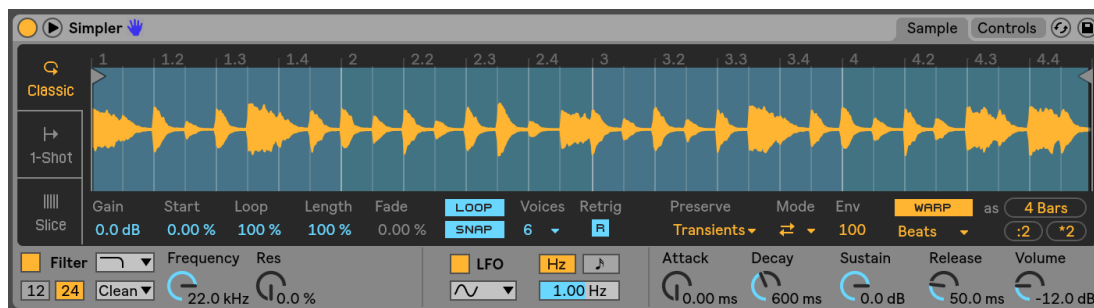 Simpler Sample Controls
1 1.2 1.3 1.4 2 2.2 2.3 2.4 3 3.2 3.3 3.4 4 4.2 4.3 4.4
Classic
1-Shot
Slice
Gain Start Loop Length Fade LOOP Voices Retrig Preserve Mode Env WARP as 4 Bars
0.0 dB 0.00 % 100 % 100 % 0.00 % SNAP 6 R Transients 100 Beats :2 *2
Filter Frequency Res LFO Hz Attack Decay Sustain Release Volume
12 24 Clean 22.0 kHz 0.0 % 1.00 Hz 0.00 ms 600 ms 0.0 dB 50.0 ms -12.0 dB